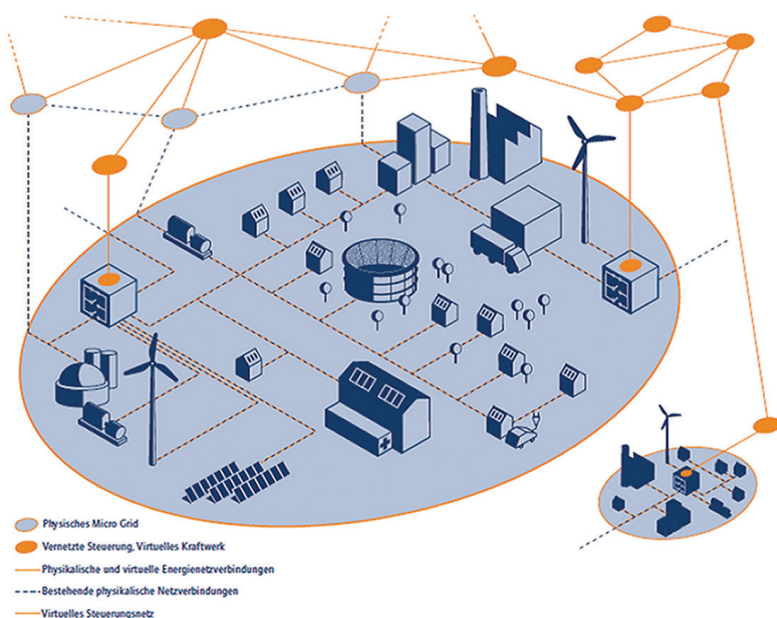 Physisches Micro Grid
Vernetzte Steuerung, Virtuelles Kraftwerk
Physikalische und virtuelle Energienetzverbindungen
Bestehende physikalische Netzverbindungen
Virtuelles Steuerungsnetz